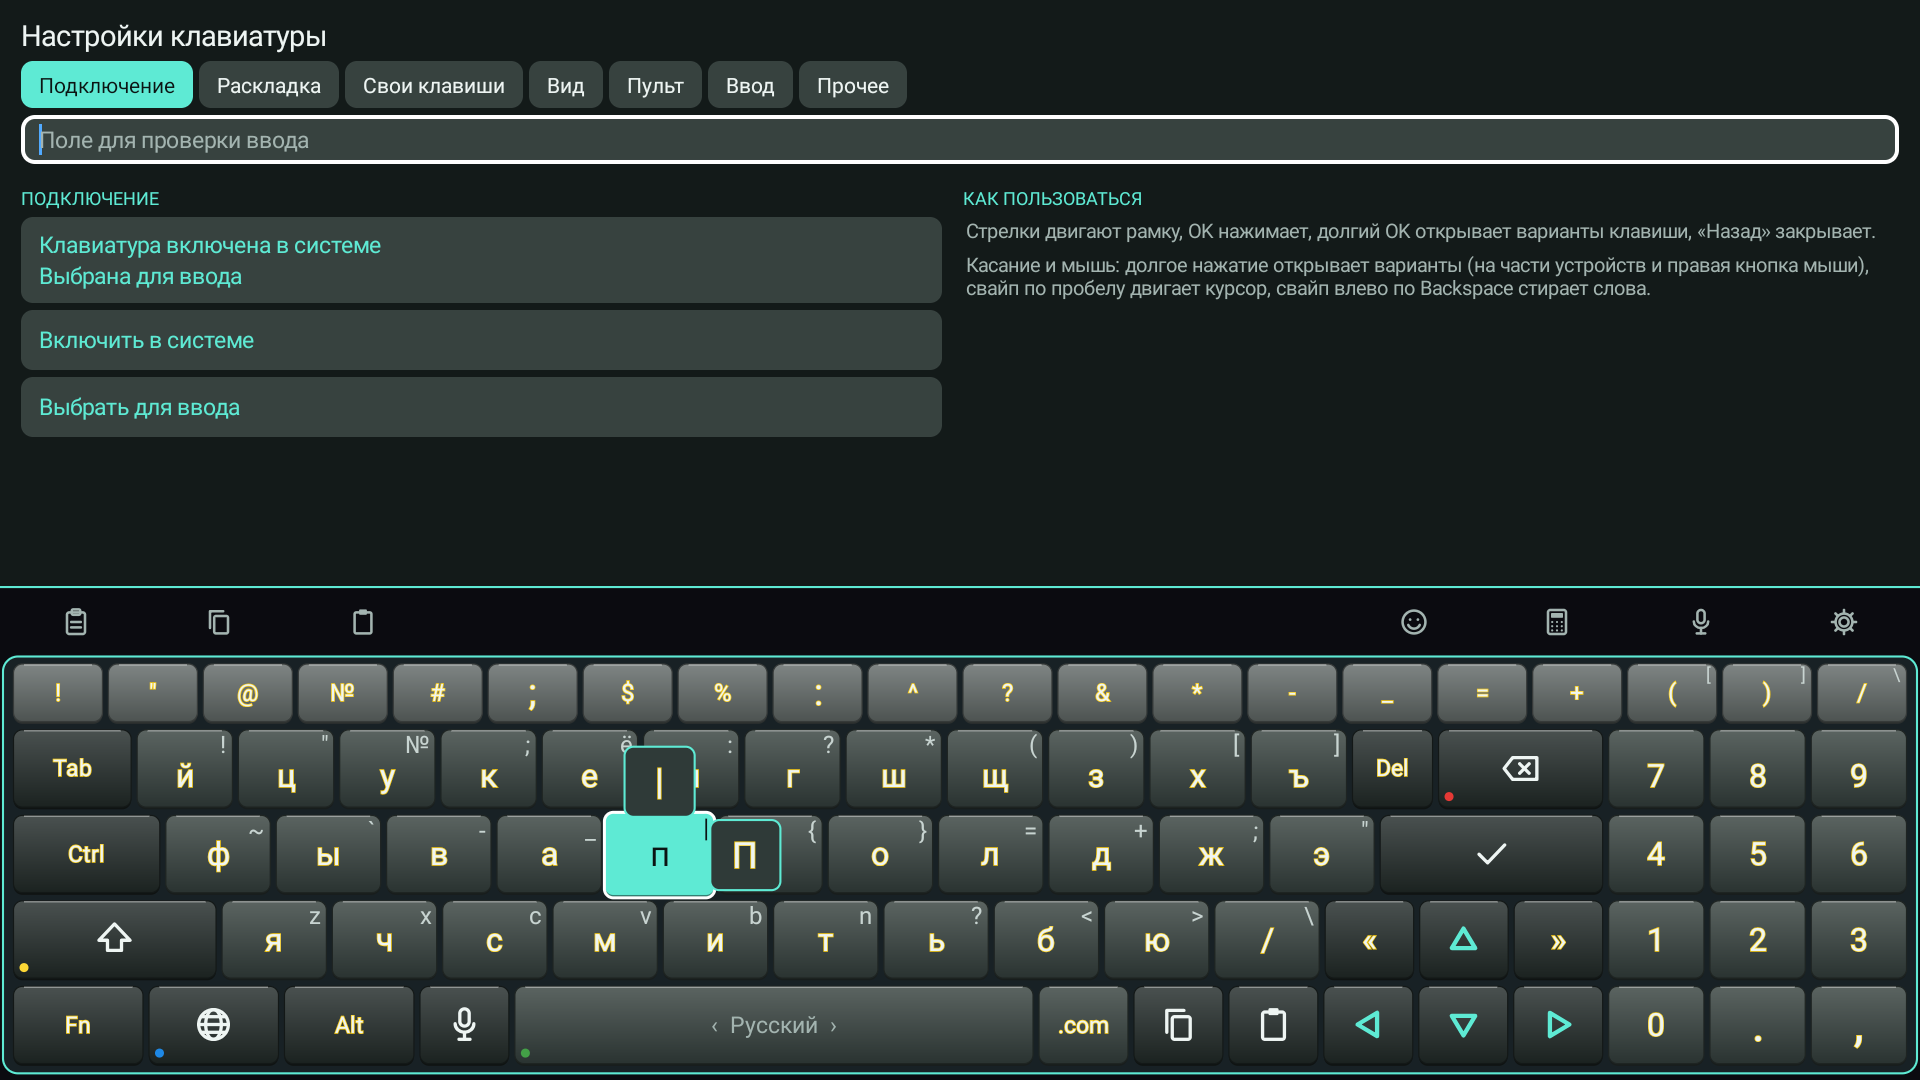 Настройки клавиатуры
Подключение Раскладка Свои клавиши Вид Пульт Ввод Прочее
Поле для проверки ввода
ПОДКЛЮЧЕНИЕ
Клавиатура включена в системе
Выбрана для ввода
Включить в системе
Выбрать для ввода
КАК ПОЛЬЗОВАТЬСЯ
Стрелки двигают рамку, OK нажимает, долгий OK открывает варианты клавиши, «Назад» закрывает.
Касание и мышь: долгое нажатие открывает варианты (на части устройств и правая кнопка мыши),
свайп по пробелу двигает курсор, свайп влево по Backspace стирает слова.
! " @ № # ; $ % : ^ ? & * - _ = + ( [ ) ] / \
Tab й ! ц " у № к ; е ё : г ? ш * щ ( з ) х [ ъ ] Del 7 8 9
|
Ctrl ф ~ ы ` в - а _ п | П { о } л = д + ж ; э " 4 5 6
я z ч x с c м v и b т n ь ? б < ю > / \ « » 1 2 3
Fn Alt ‹ Русский › .com 0 . ,